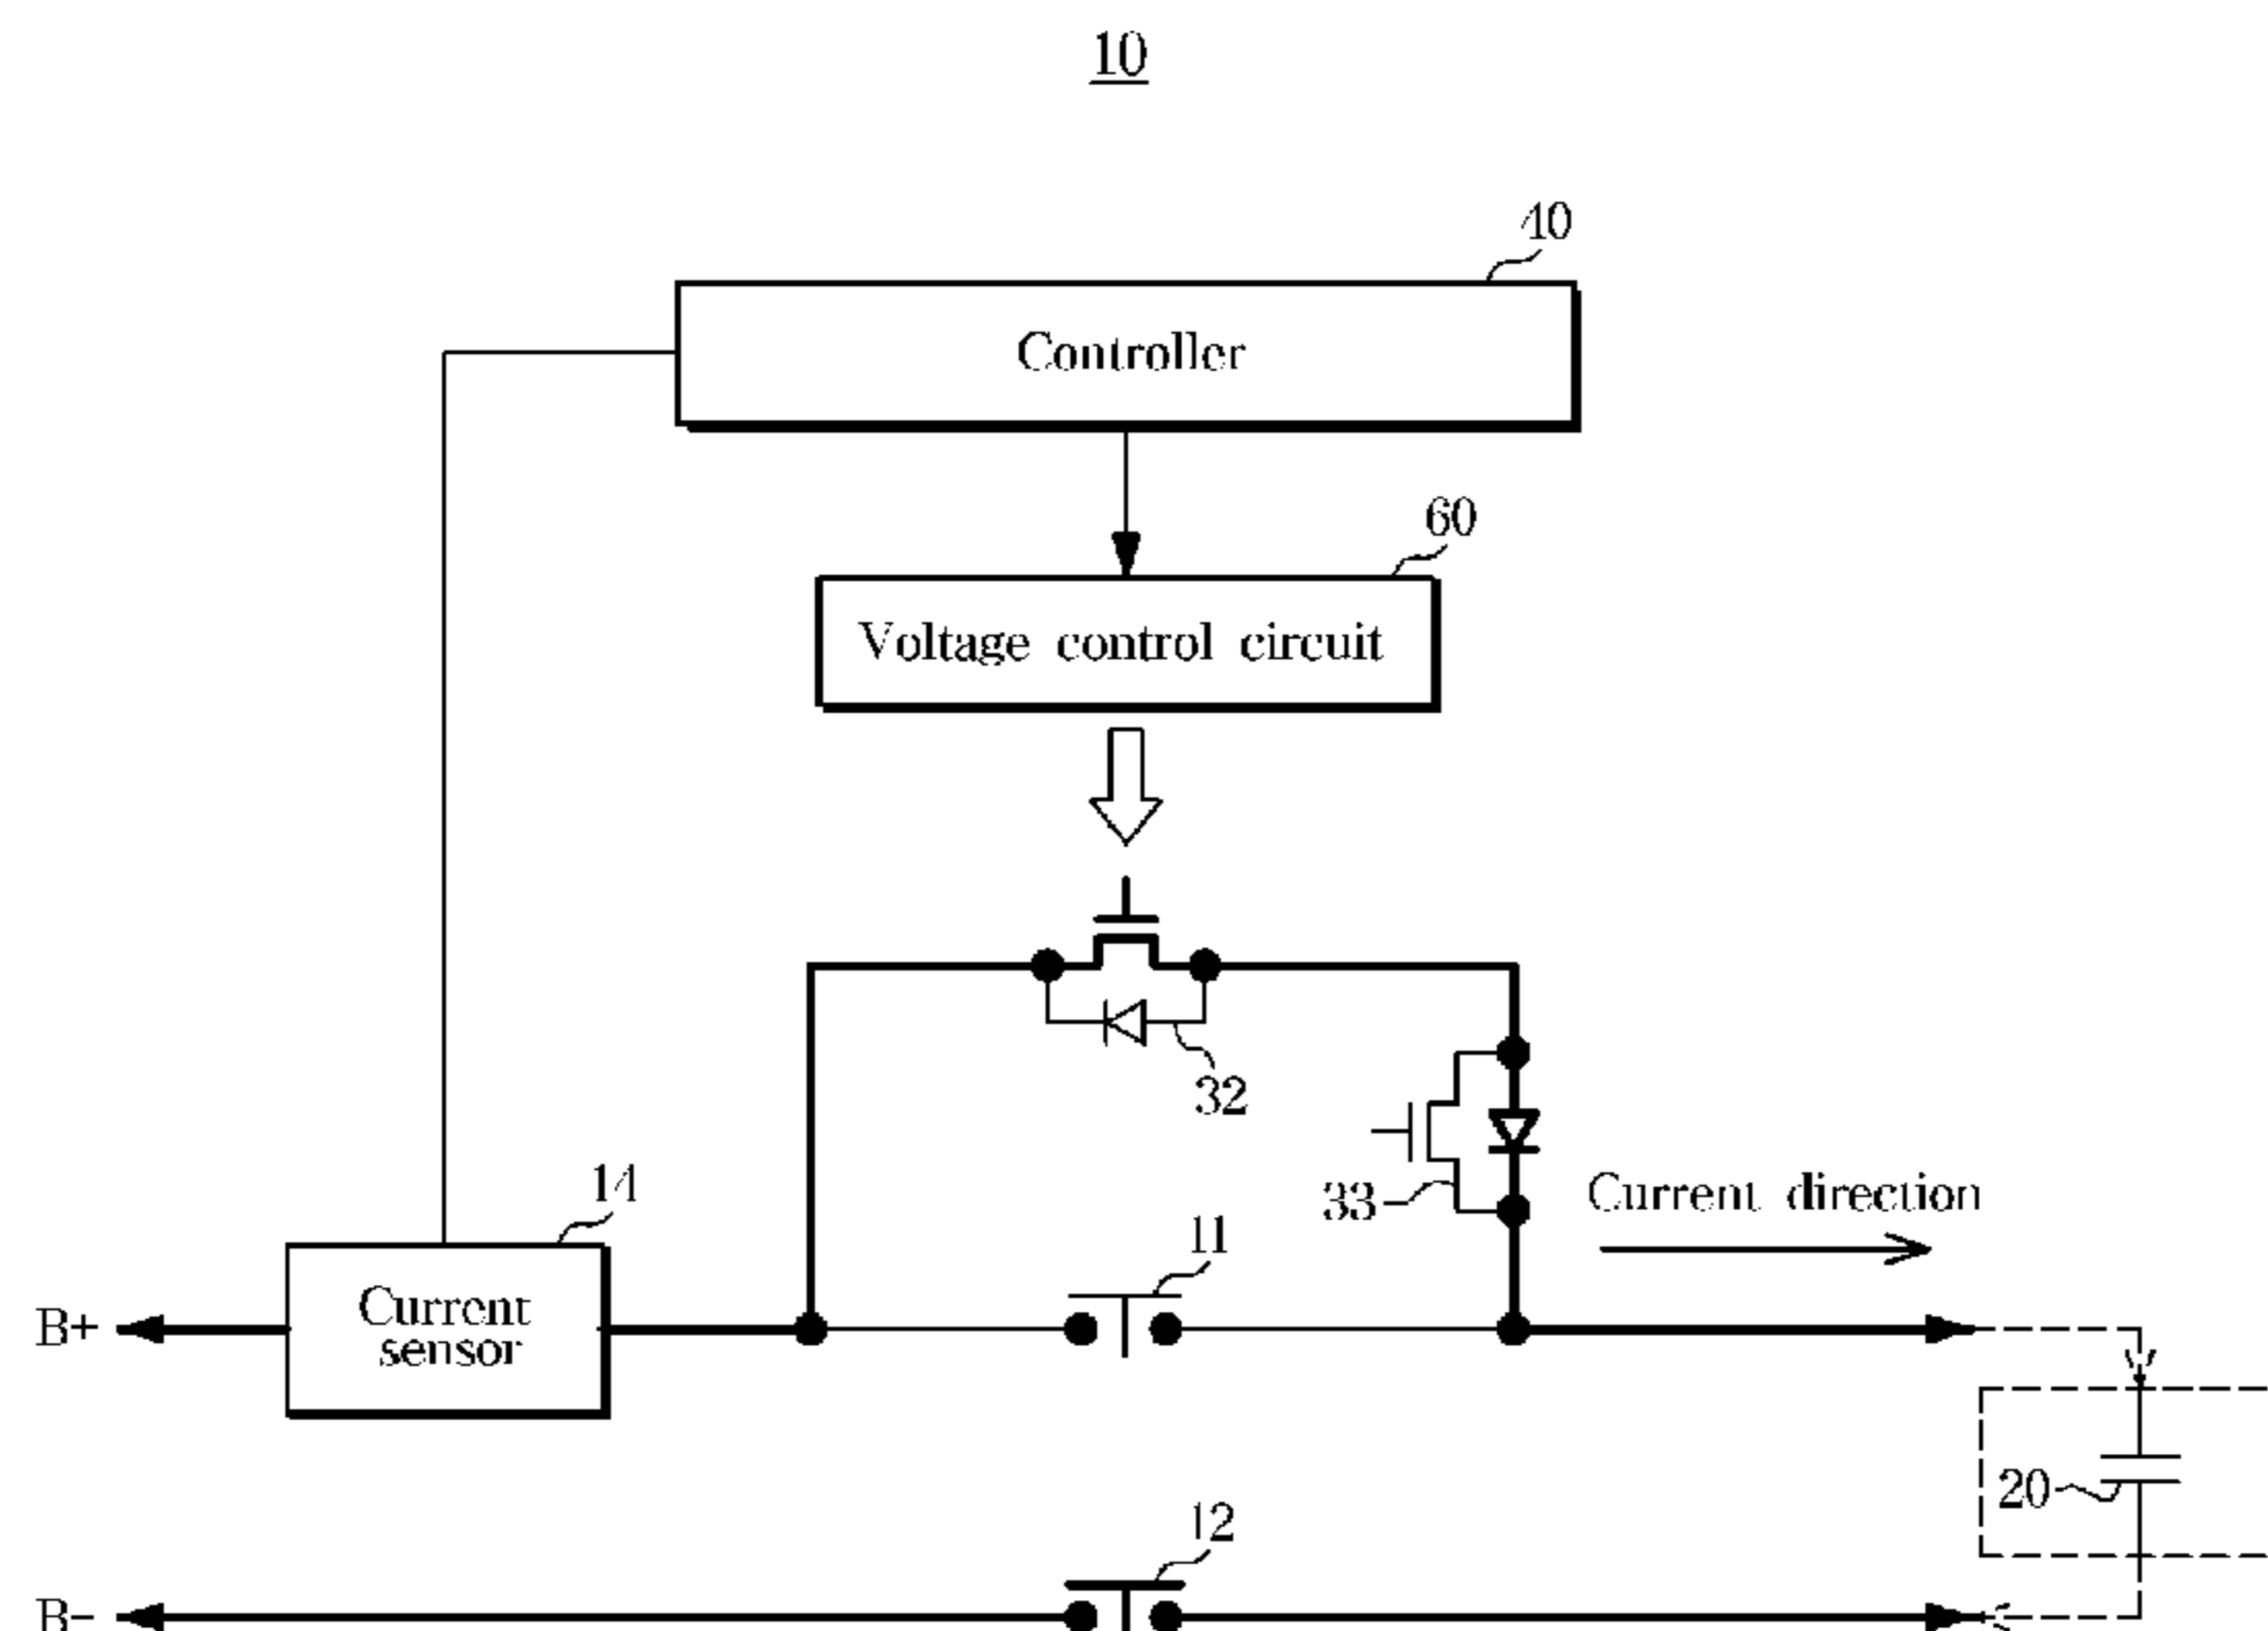 10
40
Controller
60
Voltage control circuit
32
33
Current direction
14
11
B+
Current
sensor
20
12
B-